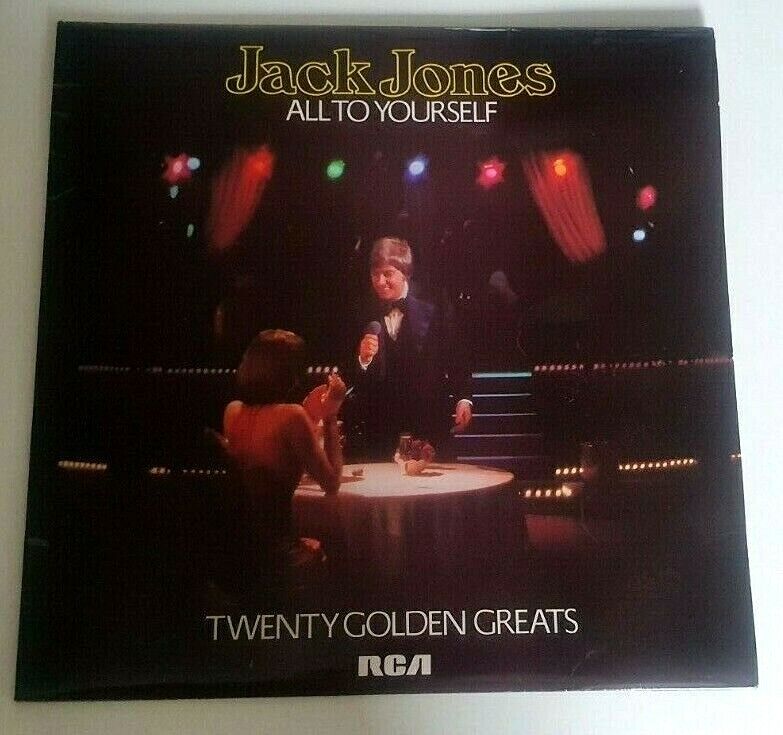 Jack Jones
ALL TO YOURSELF
TWENTY GOLDEN GREATS
RCA